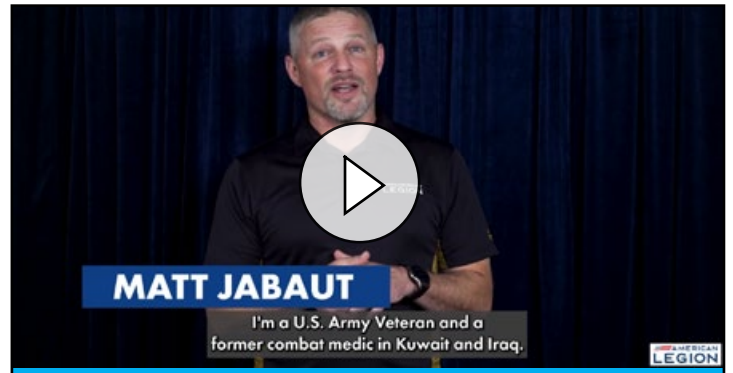 MATT JABAUT
I'm a U.S. Army Veteran and a
former combat medic in Kuwait and Iraq.
AMERICAN
LEGION